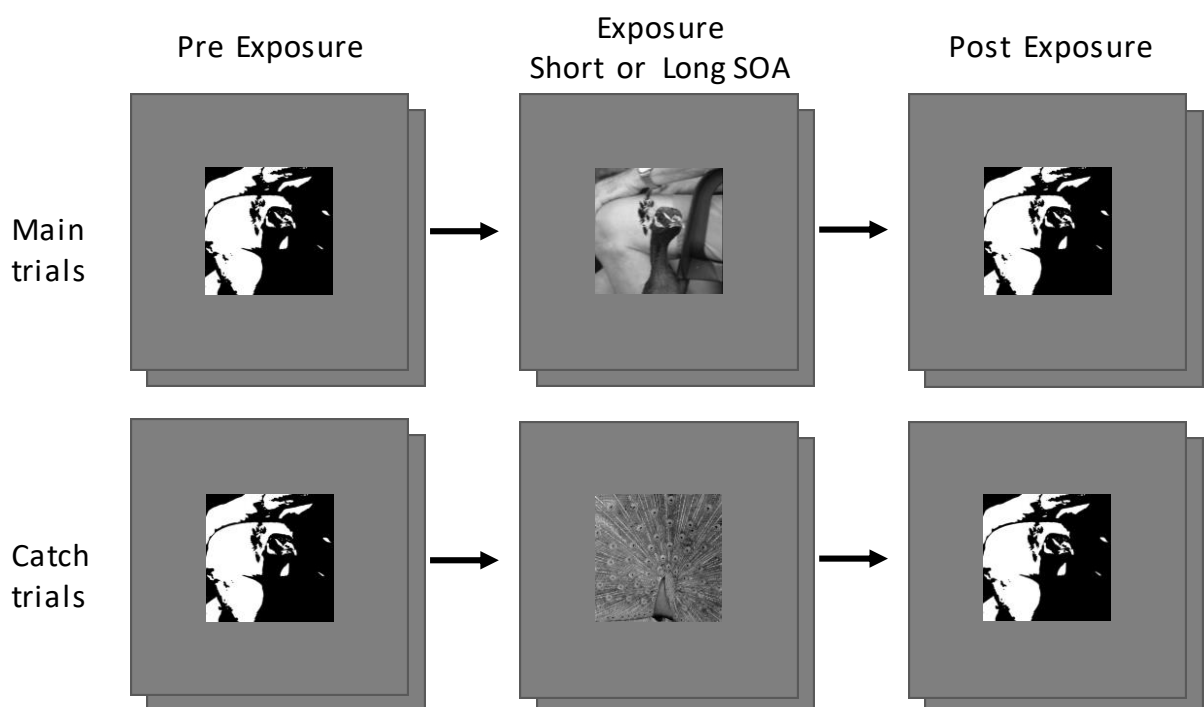 Pre Exposure
Exposure
Short or Long SOA
Post Exposure
Main
trials
Catch
trials